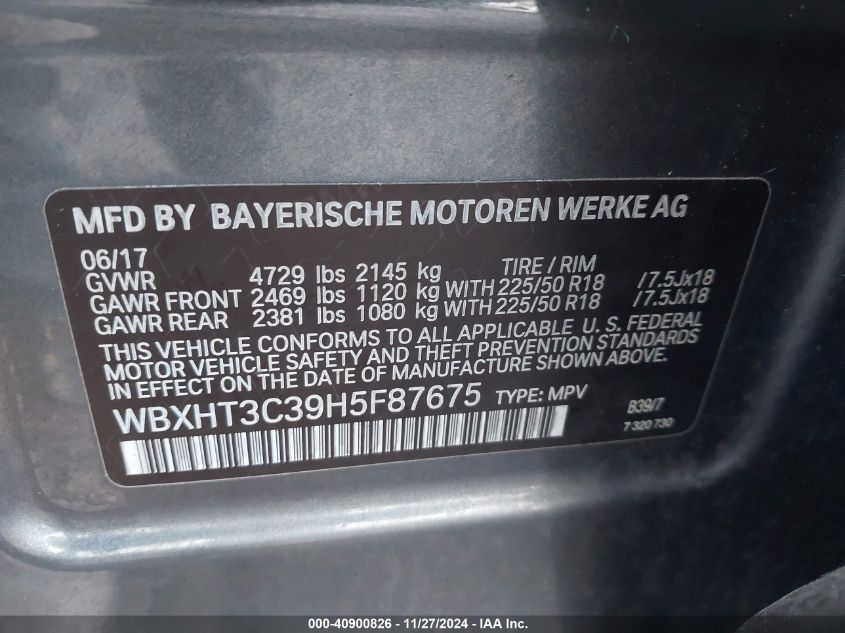 MFD BY BAYERISCHE MOTOREN WERKE AG
06/17
GVWR 4729 lbs 2145 kg TIRE / RIM
GAWR FRONT 2469 lbs 1120 kg WITH 225/50 R18 /7.5Jx18
GAWR REAR 2381 lbs 1080 kg WITH 225/50 R18 /7.5Jx18
THIS VEHICLE CONFORMS TO ALL APPLICABLE U. S. FEDERAL
MOTOR VEHICLE SAFETY AND THEFT PREVENTION STANDARDS
IN EFFECT ON THE DATE OF MANUFACTURE SHOWN ABOVE.
WBXHT3C39H5F87675 TYPE: MPV B39/7
7 320 730
000-40900826 - 11/27/2024 - IAA Inc.